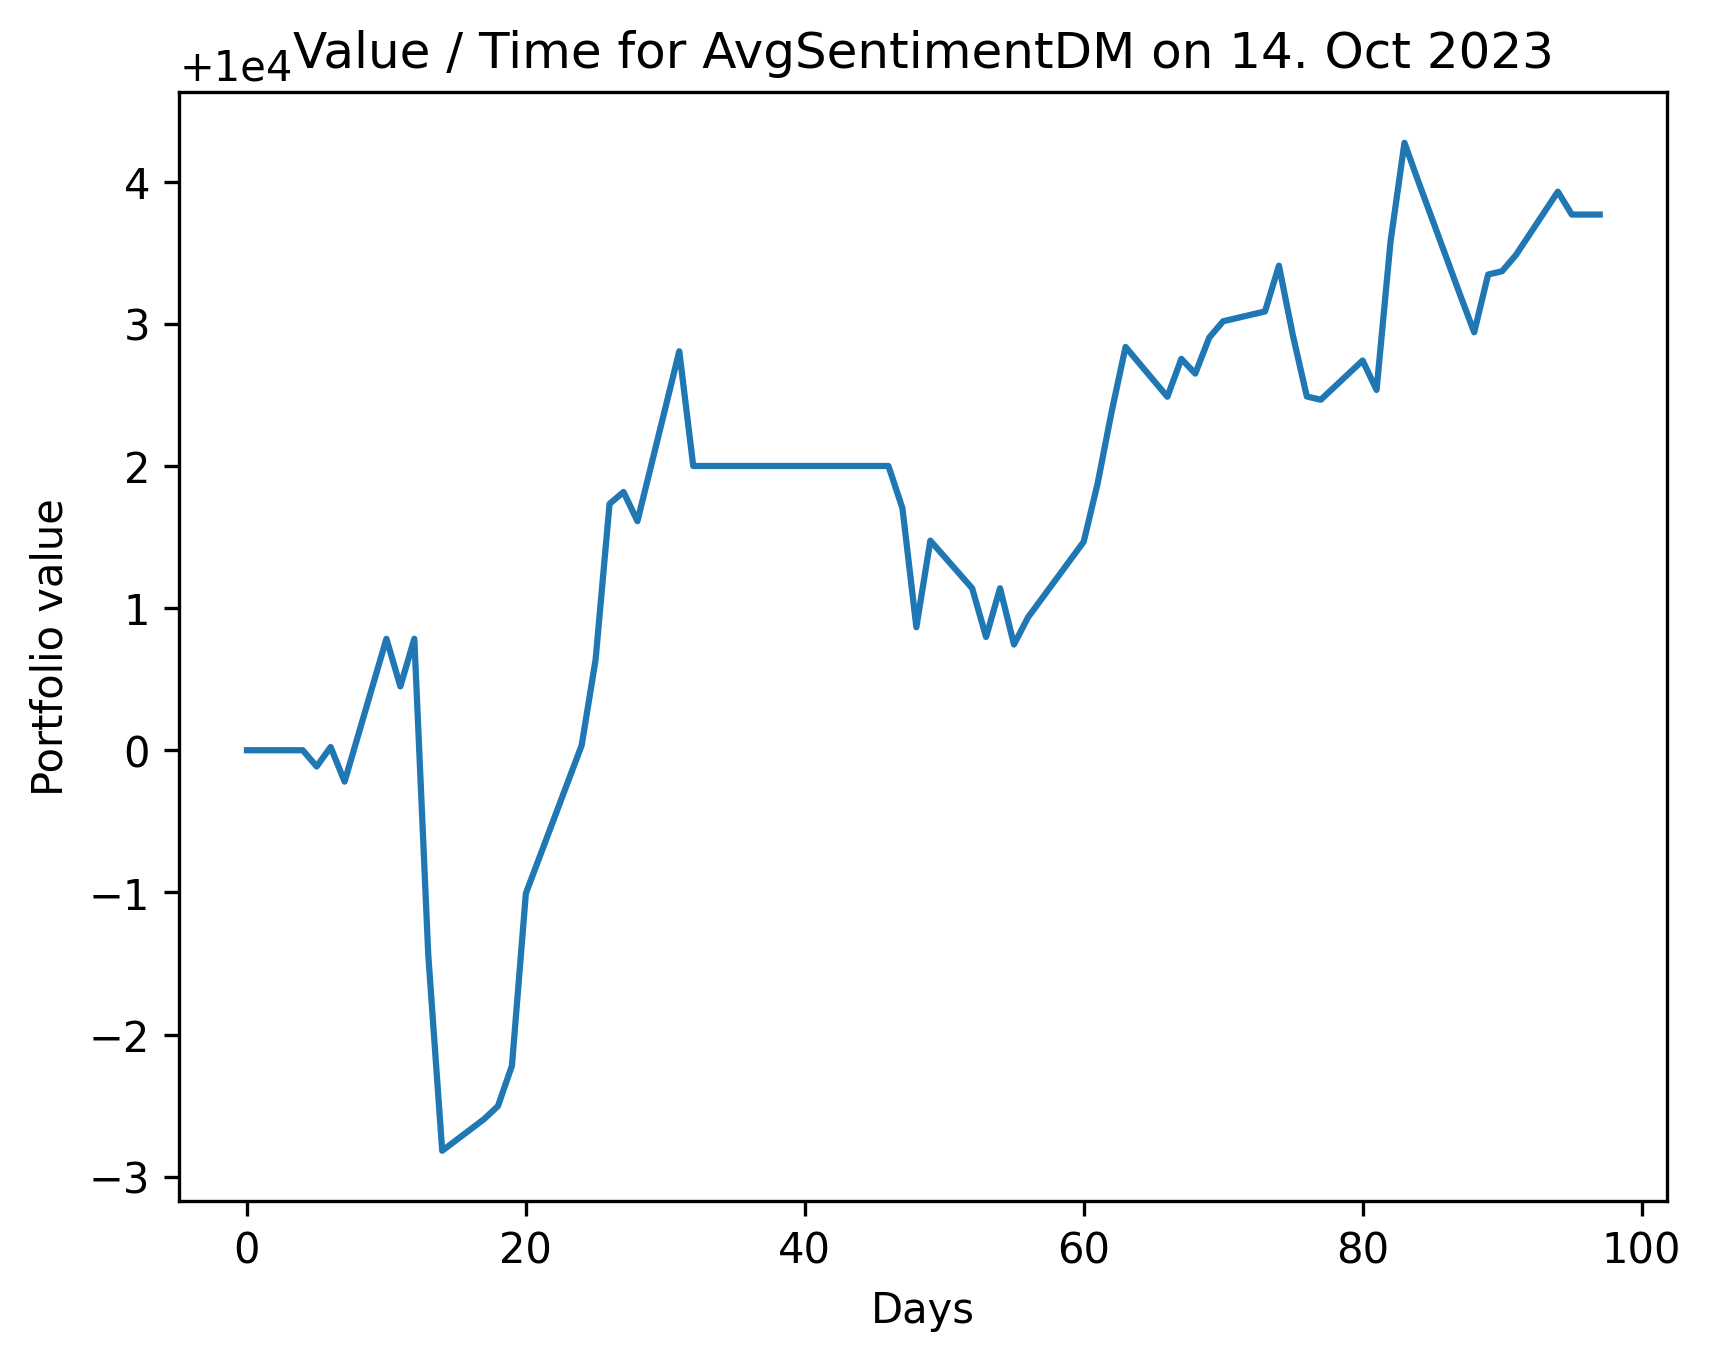 Value / Time for AvgSentimentDM on 14. Oct 2023
+1e4
4
3
2
1
0
−1
−2
−3
Portfolio value
0 20 40 60 80 100
Days